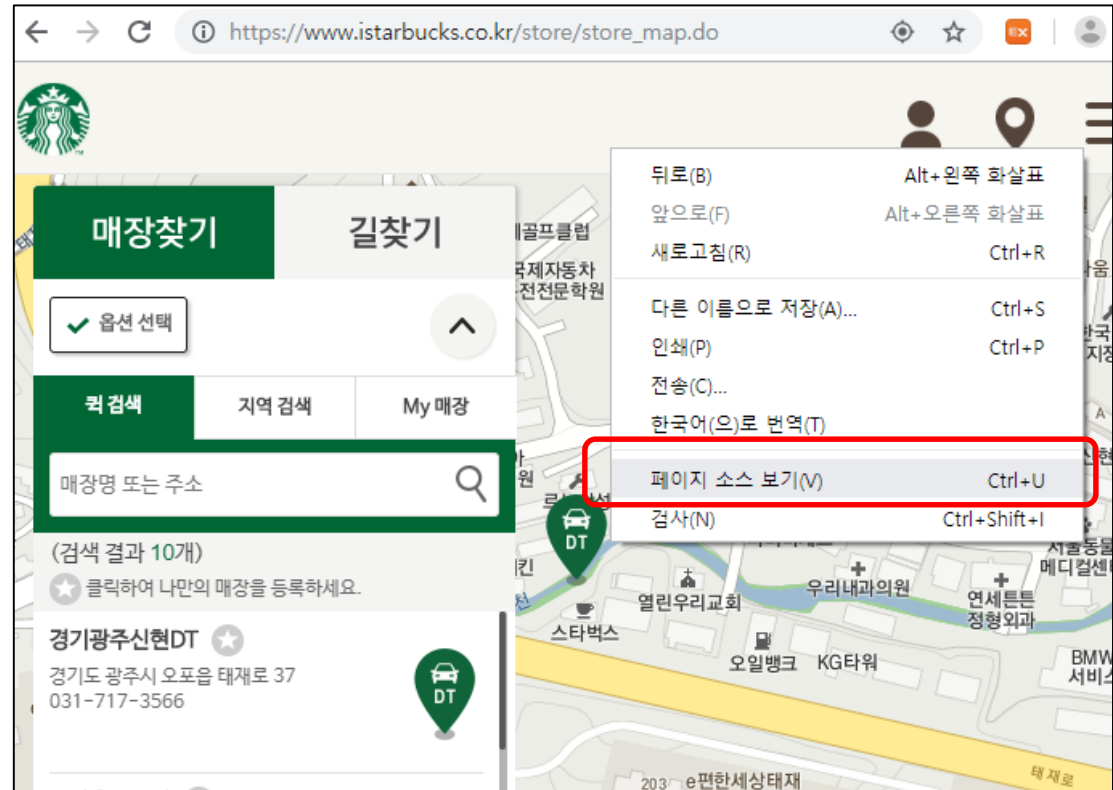 https://www.istarbucks.co.kr/store/store_map.do
매장찾기
길찾기
옵션 선택
퀵 검색
지역 검색
My 매장
매장명 또는 주소
(검색 결과 10개)
클릭하여 나만의 매장을 등록하세요.
경기광주신현DT
경기도 광주시 오포읍 태재로 37
031-717-3566
DT
뒤로(B) Alt+왼쪽 화살표
앞으로(F) Alt+오른쪽 화살표
새로고침(R) Ctrl+R
다른 이름으로 저장(A)... Ctrl+S
인쇄(P) Ctrl+P
전송(C)...
한국어(으)로 번역(T)
페이지 소스 보기(V) Ctrl+U
검사(N) Ctrl+Shift+I
골프클럽
국제자동차
전전문학원
DT
열린우리교회
스타벅스
우리내과의원
연세튼튼
정형외과
서울동물
메디컬센터
오일뱅크
KG타워
BMW
서비스
태재로
203
e편한세상태재